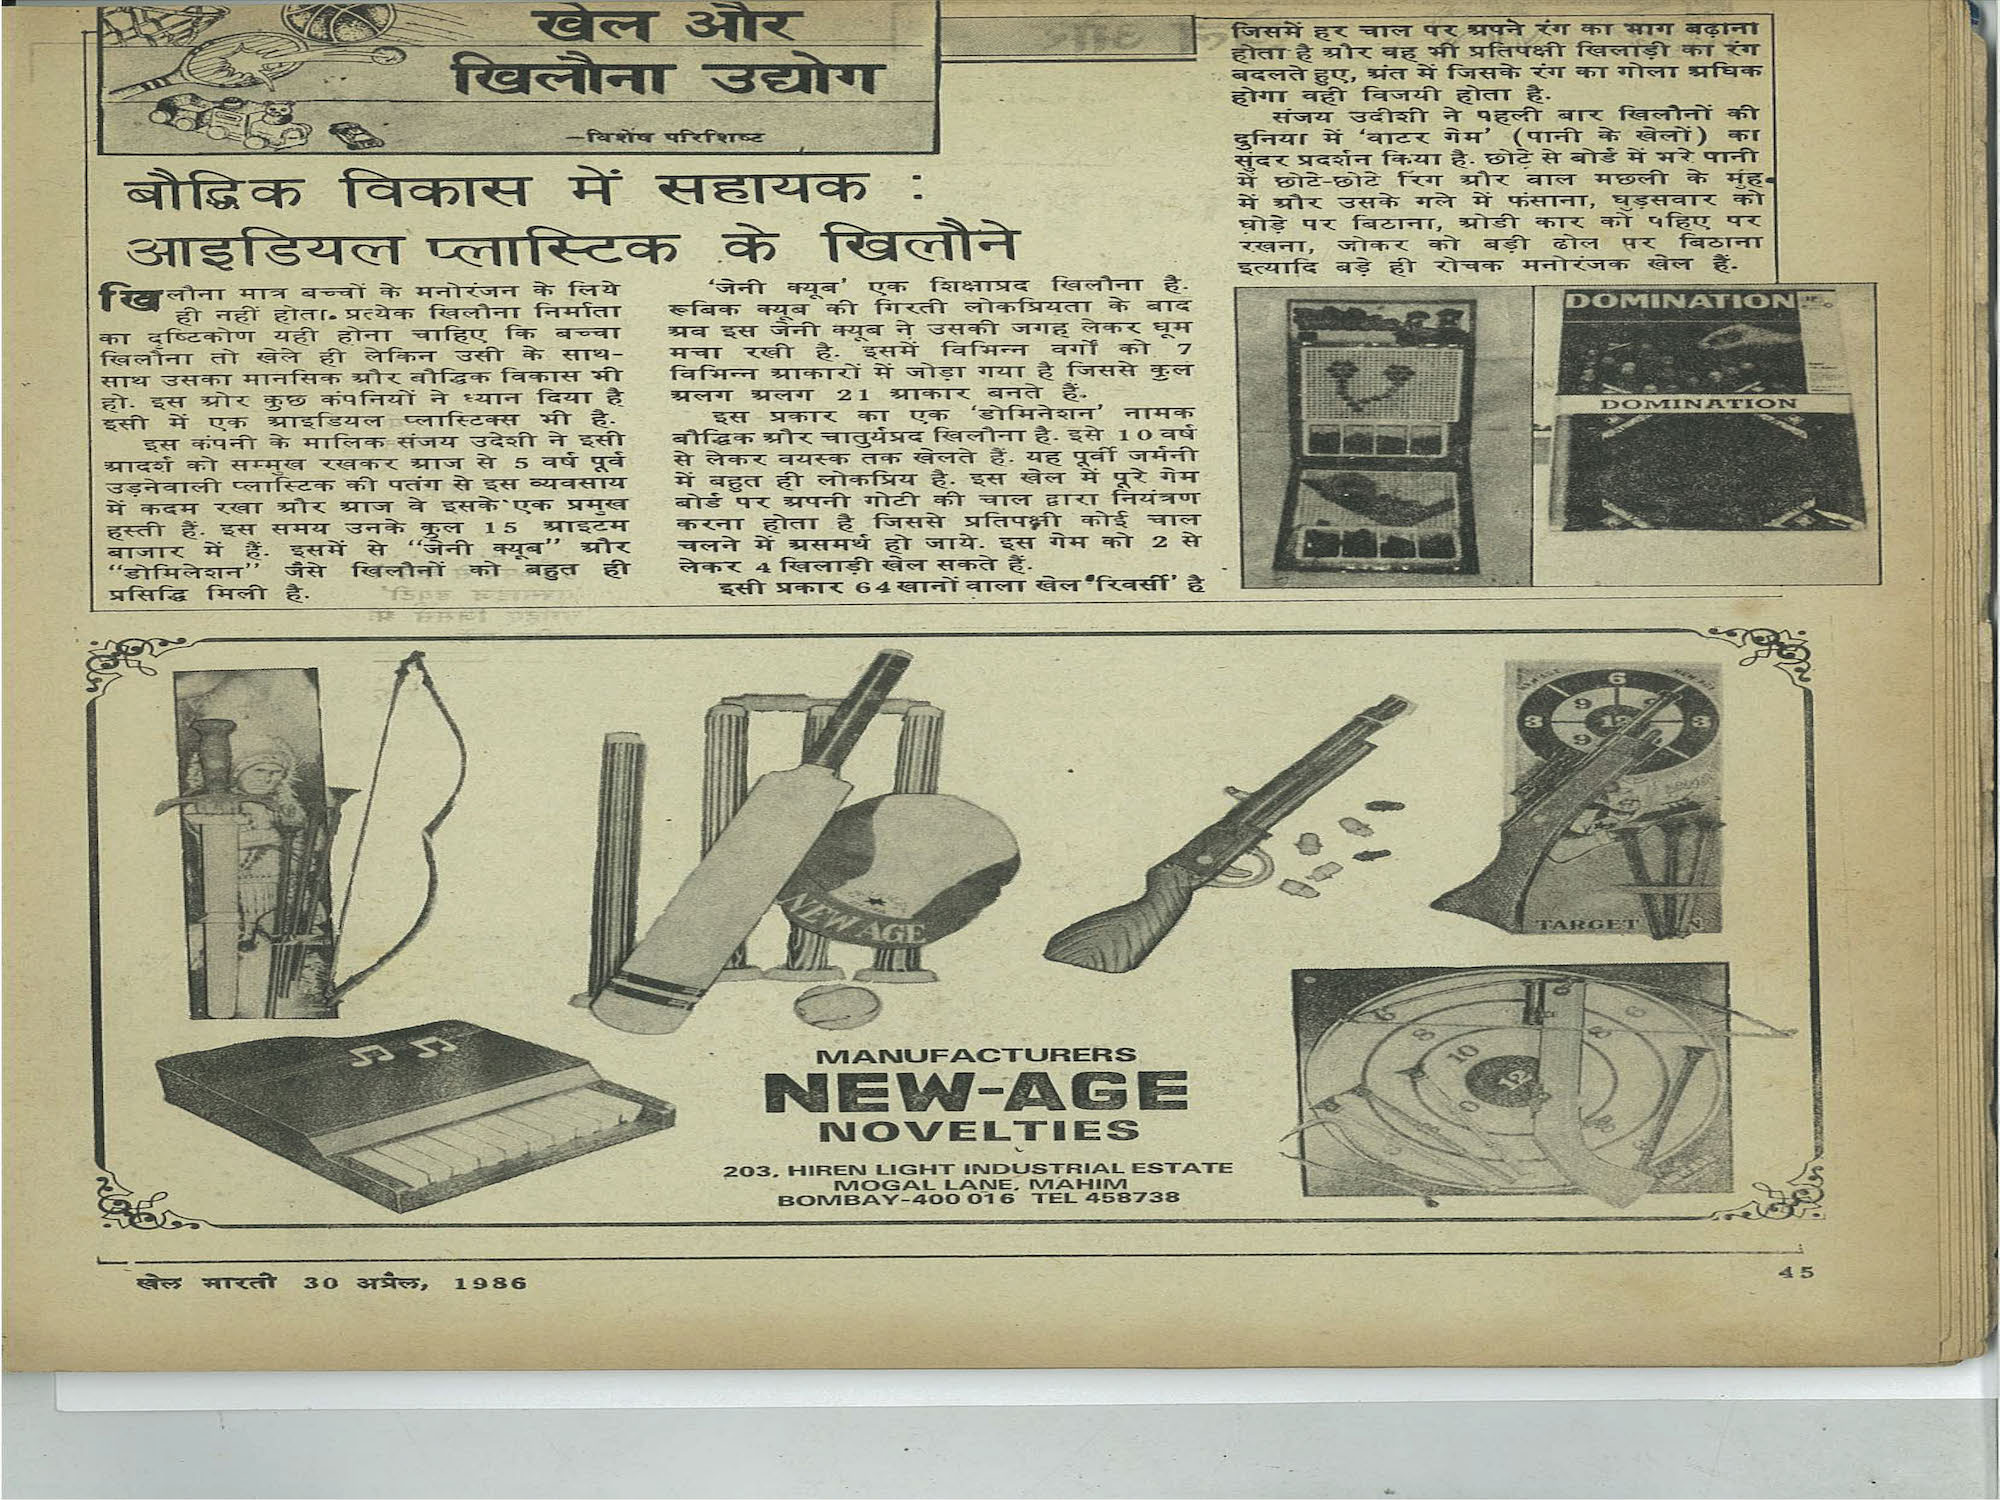 खेल और
खिलौना उद्योग
–विशेष परिशिष्ट
बौद्धिक विकास में सहायक :
आइडियल प्लास्टिक के खिलौने
खिलौना मात्र बच्चों के मनोरंजन के लिये
ही नहीं होता. प्रत्येक खिलौना निर्माता
का दृष्टिकोण यही होना चाहिए कि बच्चा
खिलौना तो खेले ही लेकिन उसी के साथ-
साथ उसका मानसिक और बौद्धिक विकास भी
हो. इस ओर कुछ कंपनियों ने ध्यान दिया है
इसी में एक आइडियल प्लास्टिक्स भी है.
इस कंपनी के मालिक संजय उदेशी ने इसी
आदर्श को सम्मुख रखकर आज से 5 वर्ष पूर्व
उड़नेवाली प्लास्टिक की पतंग से इस व्यवसाय
में कदम रखा और आज वे इसके एक प्रमुख
हस्ती हैं. इस समय उनके कुल 15 आइटम
बाजार में हैं. इसमें से “जेनी क्यूब” और
“डोमिलेशन” जैसे खिलौनों को बहुत ही
प्रसिद्धि मिली है.
‘जेनी क्यूब’ एक शिक्षाप्रद खिलौना है.
रूबिक क्यूब की गिरती लोकप्रियता के बाद
अब इस जेनी क्यूब ने उसकी जगह लेकर धूम
मचा रखी है. इसमें विभिन्न वर्गों को 7
विभिन्न आकारों में जोड़ा गया है जिससे कुल
अलग अलग 21 आकार बनते हैं.
इस प्रकार का एक ‘डोमिनेशन’ नामक
बौद्धिक और चातुर्यप्रद खिलौना है. इसे 10 वर्ष
से लेकर वयस्क तक खेलते हैं. यह पूर्वी जर्मनी
में बहुत ही लोकप्रिय है. इस खेल में पूरे गेम
बोर्ड पर अपनी गोटी की चाल द्वारा नियंत्रण
करना होता है जिससे प्रतिपक्षी कोई चाल
चलने में असमर्थ हो जाये. इस गेम को 2 से
लेकर 4 खिलाड़ी खेल सकते हैं.
इसी प्रकार 64 खानों वाला खेल ‘रिवर्सी’ है
जिसमें हर चाल पर अपने रंग का भाग बढ़ाना
होता है और वह भी प्रतिपक्षी खिलाड़ी का रंग
बदलते हुए, अंत में जिसके रंग का गोला अधिक
होगा वही विजयी होता है.
संजय उदीशी ने पहली बार खिलौनों की
दुनिया में ‘वाटर गेम’ (पानी के खेलों) का
सुंदर प्रदर्शन किया है. छोटे से बोर्ड में भरे पानी
में छोटे-छोटे रिंग और बाल मछली के मुंह
में और उसके गले में फंसाना, घुड़सवार को
घोड़े पर बिठाना, ओडी कार को पहिए पर
रखना, जोकर को बड़ी ढोल पर बिठाना
इत्यादि बड़े ही रोचक मनोरंजक खेल हैं.
DOMINATION
DOMINATION
NEW AGE
6
9 9
3 12 3
9
TARGET
8 6
8
10
12
MANUFACTURERS
NEW-AGE
NOVELTIES
203, HIREN LIGHT INDUSTRIAL ESTATE
MOGAL LANE, MAHIM
BOMBAY-400 016 TEL 458738
खेल भारती 30 अप्रैल, 1986
45